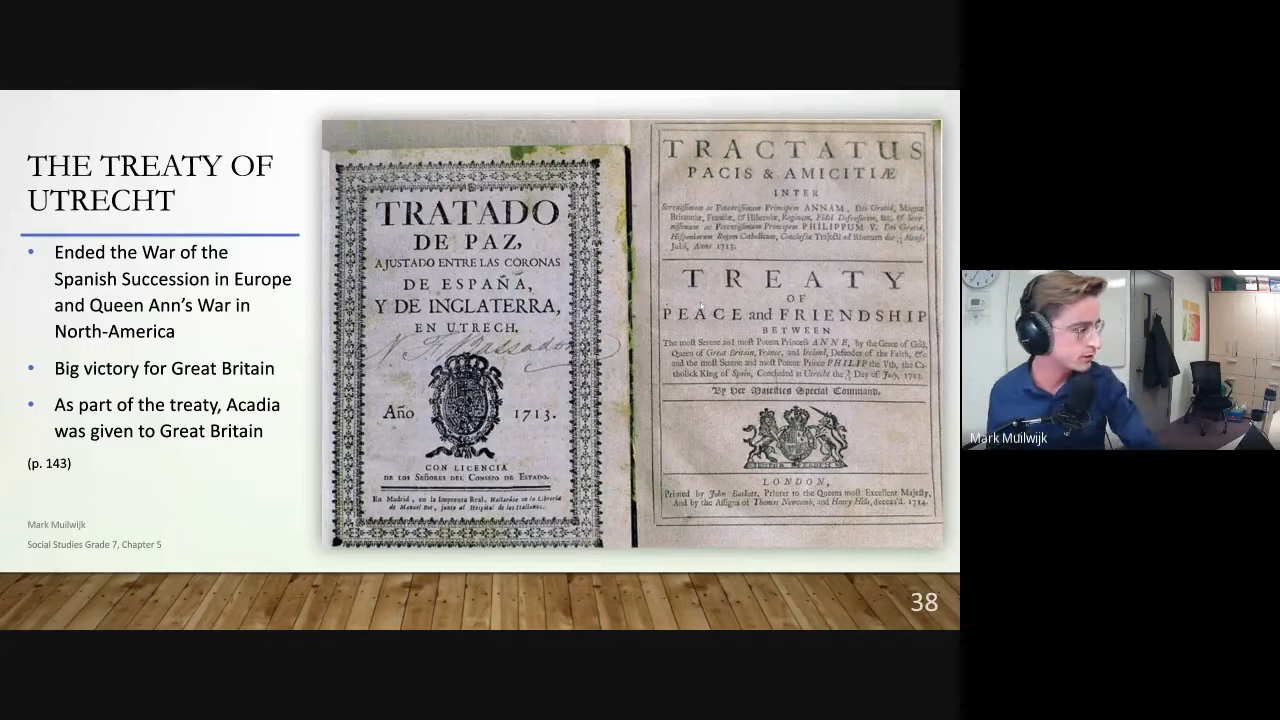 THE TREATY OF
UTRECHT
• Ended the War of the
Spanish Succession in Europe
and Queen Ann's War in
North-America
• Big victory for Great Britain
• As part of the treaty, Acadia
was given to Great Britain
(p. 143)
Mark Muilwijk
Social Studies Grade 7, Chapter 5
TRATADO
DE PAZ,
AJUSTADO ENTRE LAS CORONAS
DE ESPAÑA,
Y DE INGLATERRA,
EN UTRECH,
Año 1713.
CON LICENCIA
DE LOS SEÑORES DEL CONSEJO DE ESTADO.
En Madrid, en la Imprenta Real, Hallaràse en la Libreria
de Manuel Bot, junto al Hospital de los Italianos.
TRACTATUS
PACIS & AMICITIÆ
INTER
Serenissimam ac Potentissimam Principem ANNAM, Dei Gratiâ, Magnæ
Britanniæ, Franciæ, & Hiberniæ, Reginam, Fidei Defensorem, &c. & Sere-
nissimum ac Potentissimum Principem PHILIPPUM V. Dei Gratiâ,
Hispaniarum Regem Catholicum, Conclusus Trajecti ad Rhenum die
Julii, Anno 1713.
TREATY
OF
PEACE and FRIENDSHIP
BETWEEN
The most Serene and most Potent Princess ANNE, by the Grace of God,
Queen of Great Britain, France, and Ireland, Defender of the Faith, &c.
and the most Serene and most Potent Prince PHILIP the Vth, the Ca-
tholick King of Spain, Concluded at Utrecht the Day of July, 1713.
By Her Majesties Special Command.
LONDON,
Printed by John Baskett, Printer to the Queens most Excellent Majesty,
And by the Assigns of Thomas Newcomb, and Henry Hills, deceas'd. 1714.
38
Mark Muilwijk